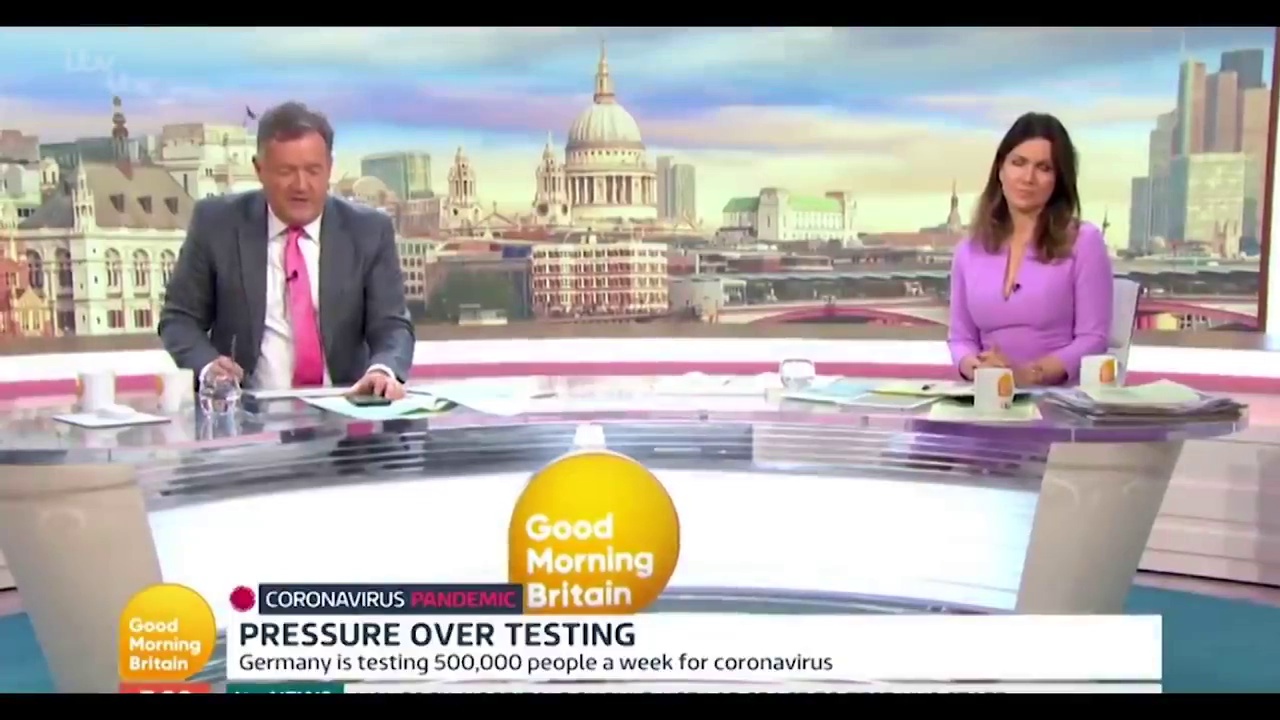 itv
Good
Morning
Britain
CORONAVIRUS PANDEMIC
PRESSURE OVER TESTING
Germany is testing 500,000 people a week for coronavirus
Good
Morning
Britain